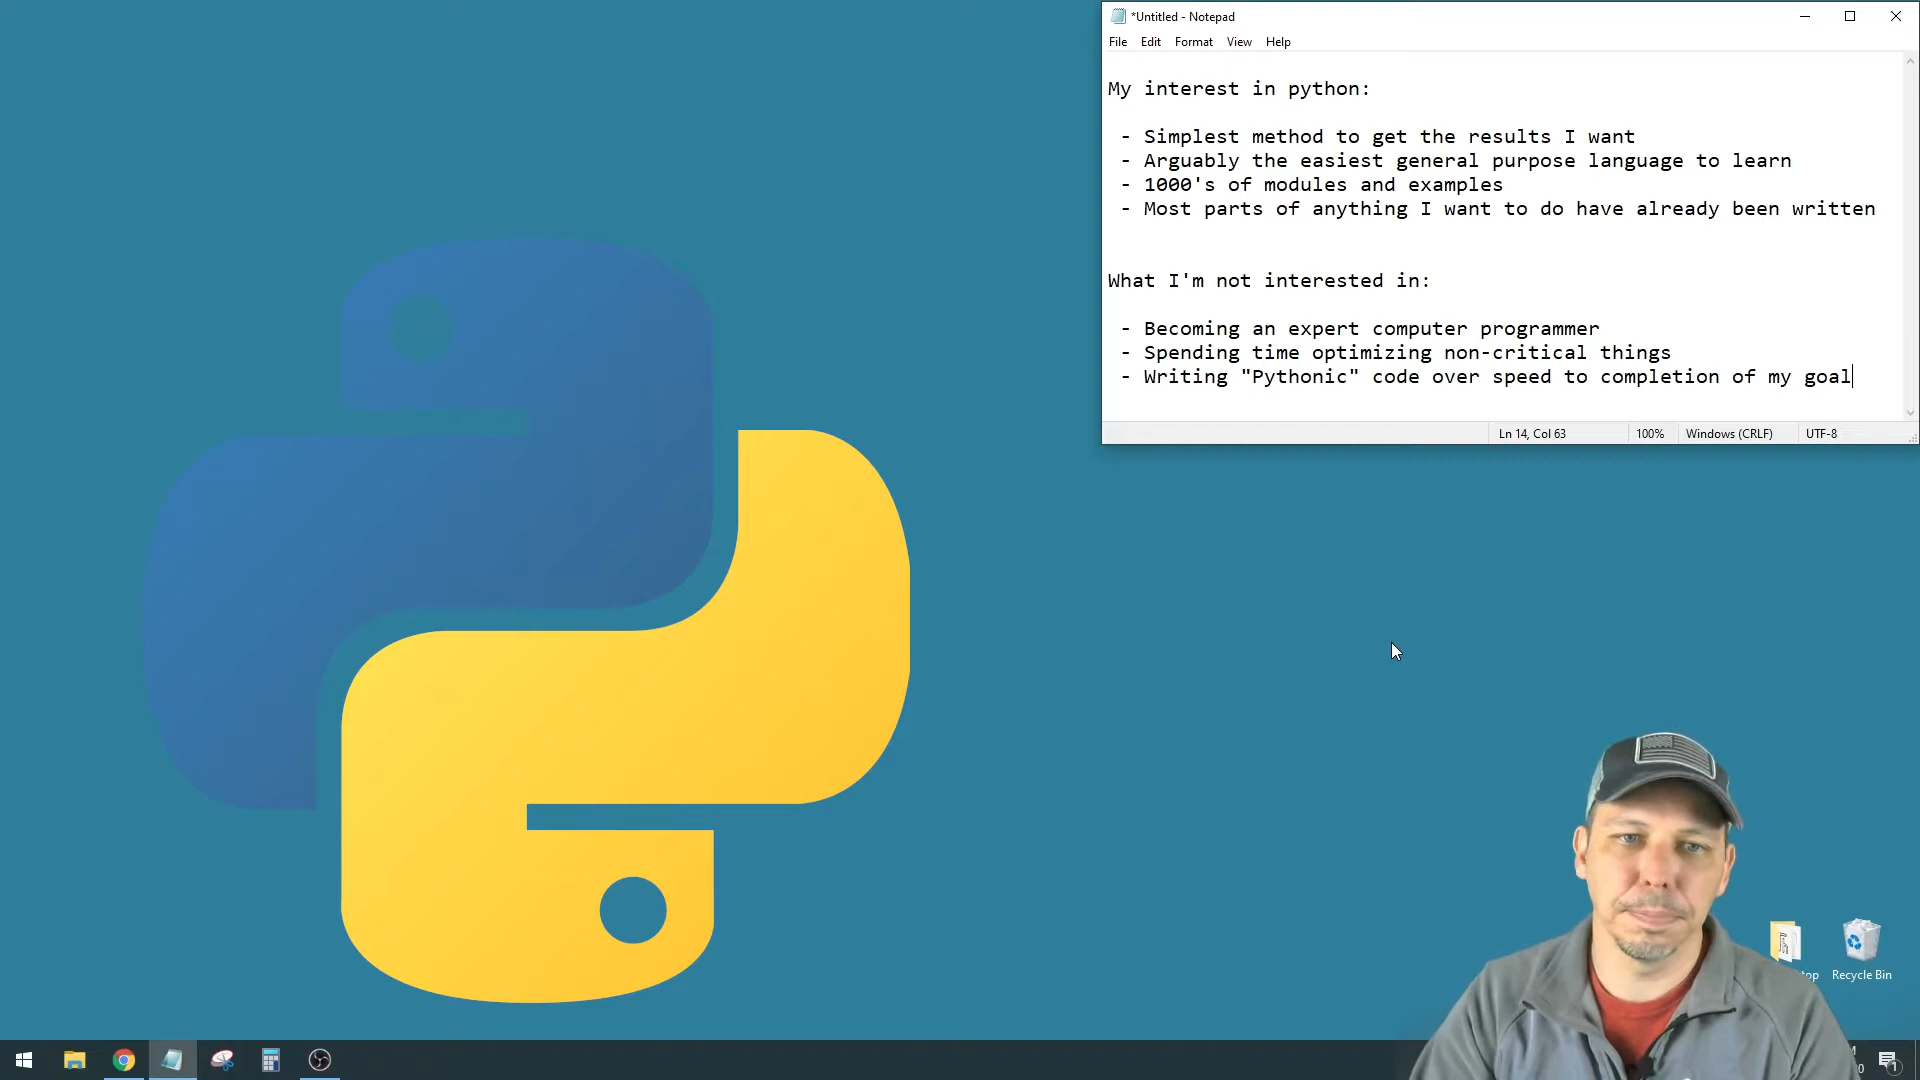 *Untitled - Notepad
File Edit Format View Help
My interest in python:
- Simplest method to get the results I want
- Arguably the easiest general purpose language to learn
- 1000's of modules and examples
- Most parts of anything I want to do have already been written
What I'm not interested in:
- Becoming an expert computer programmer
- Spending time optimizing non-critical things
- Writing "Pythonic" code over speed to completion of my goal
Ln 14, Col 63 100% Windows (CRLF) UTF-8
Recycle Bin
1